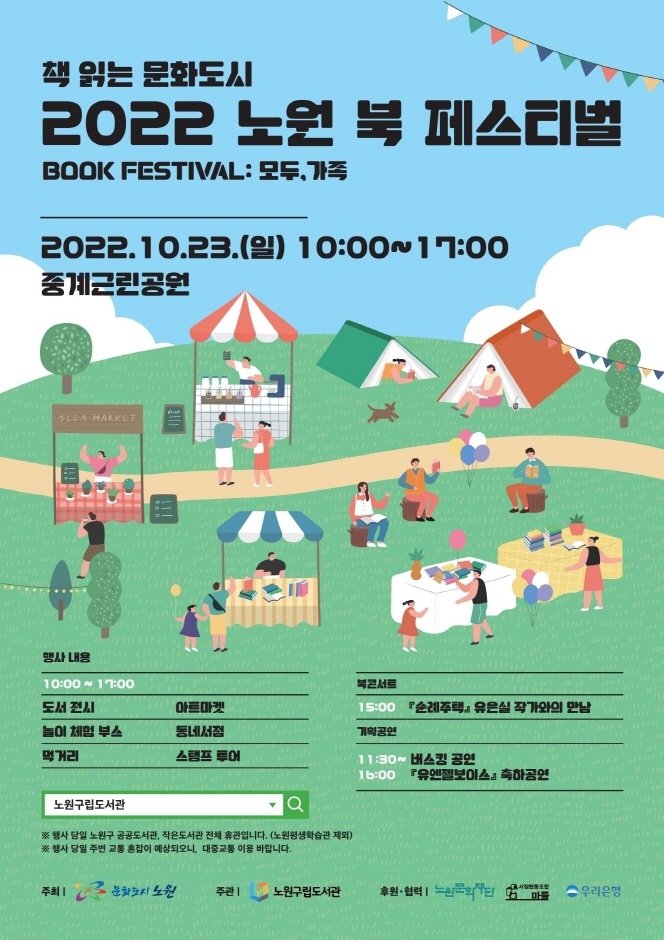 책 읽는 문화도시
2022 노원 북 페스티벌
BOOK FESTIVAL: 모두,가족
2022.10.23.(일) 10:00~17:00
중계근린공원
FLEA MARKET
행사 내용
10:00 ~ 17:00
도서 전시 아트마켓
놀이 체험 부스 동네서점
먹거리 스탬프 투어
북콘서트
15:00 『순례주택』 유은실 작가와의 만남
기획공연
11:30~ 버스킹 공연
16:00 『유엔젤보이스』 축하공연
노원구립도서관
※ 행사 당일 노원구 공공도서관, 작은도서관 전체 휴관입니다. (노원평생학습관 제외)
※ 행사 당일 주변 교통 혼잡이 예상되오니, 대중교통 이용 바랍니다.
주최 | 문화도시 노원 주관 | 노원구립도서관 후원·협력 | 노원문화재단 서점협동조합 마들 우리은행